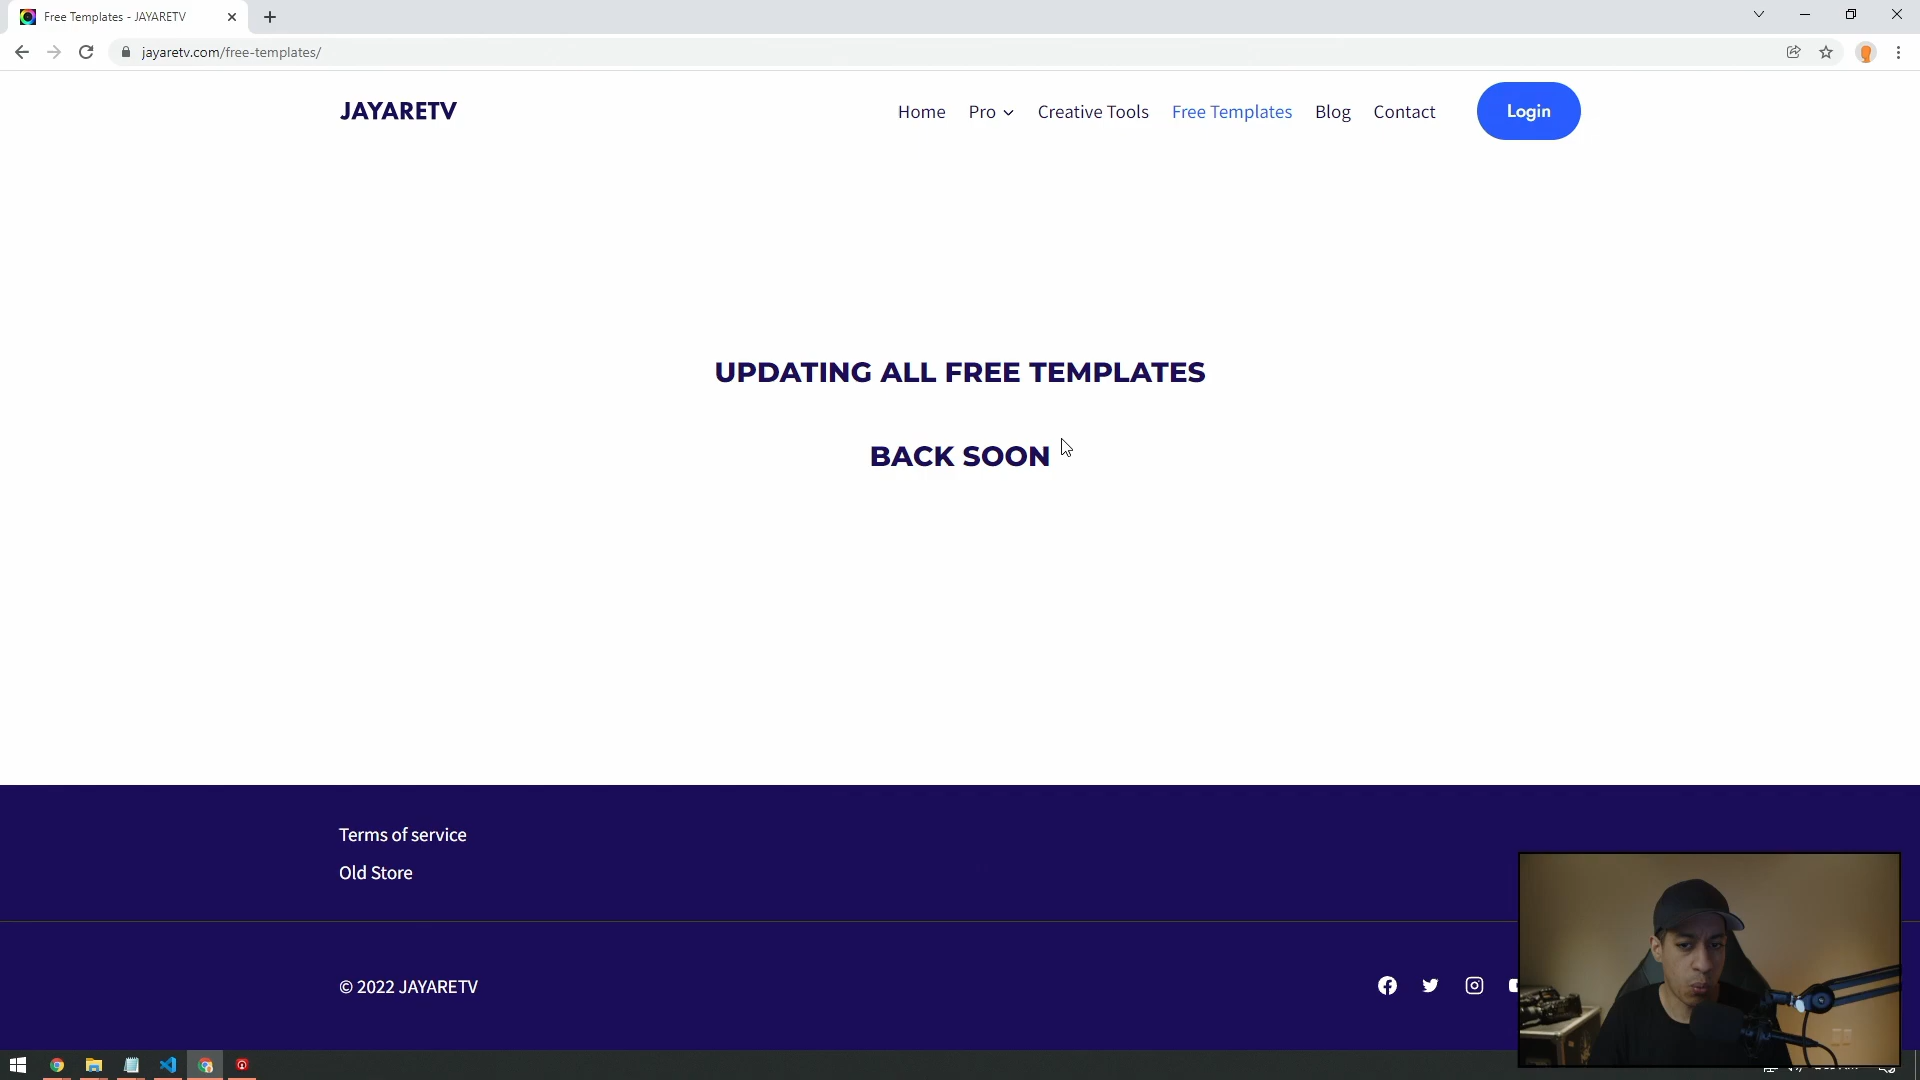 Free Templates - JAYARETV
jayaretv.com/free-templates/
JAYARETV
Home Pro Creative Tools Free Templates Blog Contact Login
UPDATING ALL FREE TEMPLATES
BACK SOON
Terms of service
Old Store
© 2022 JAYARETV